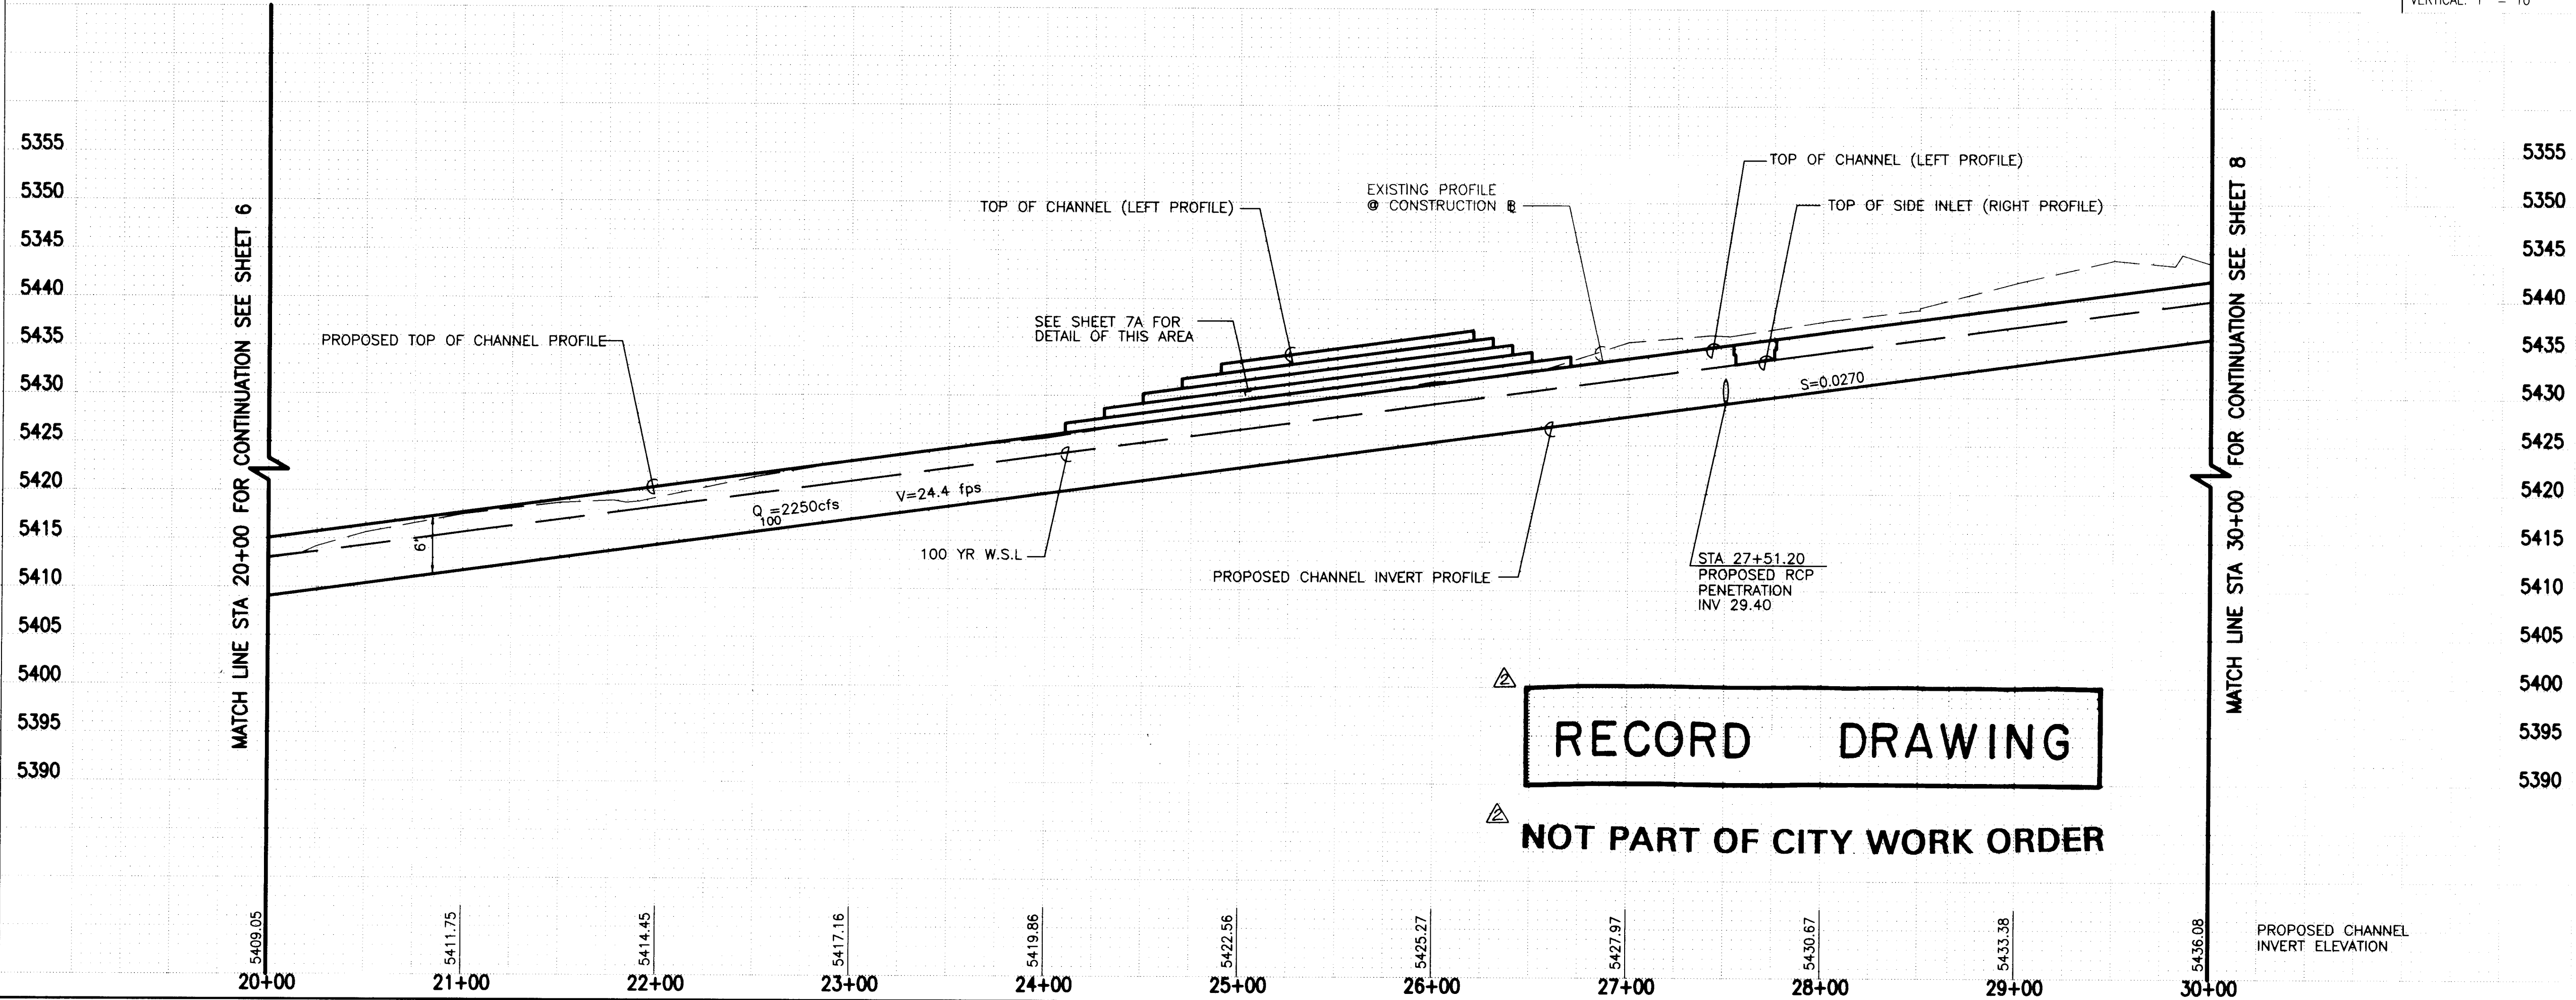 VERTICAL: 1" = 10'
5355
5350
5345
5440
5435
5430
5425
5420
5415
5410
5405
5400
5395
5390
MATCH LINE STA 20+00 FOR CONTINUATION SEE SHEET 6
PROPOSED TOP OF CHANNEL PROFILE
6'
Q100=2250cfs
V=24.4 fps
TOP OF CHANNEL (LEFT PROFILE)
SEE SHEET 7A FOR
DETAIL OF THIS AREA
100 YR W.S.L
EXISTING PROFILE
@ CONSTRUCTION ℄
TOP OF CHANNEL (LEFT PROFILE)
TOP OF SIDE INLET (RIGHT PROFILE)
S=0.0270
PROPOSED CHANNEL INVERT PROFILE
STA 27+51.20
PROPOSED RCP
PENETRATION
INV 29.40
MATCH LINE STA 30+00 FOR CONTINUATION SEE SHEET 8
5355
5350
5345
5440
5435
5430
5425
5420
5415
5410
5405
5400
5395
5390
2
RECORD DRAWING
2
NOT PART OF CITY WORK ORDER
5409.05
5411.75
5414.45
5417.16
5419.86
5422.56
5425.27
5427.97
5430.67
5433.38
5436.08
PROPOSED CHANNEL
INVERT ELEVATION
20+00
21+00
22+00
23+00
24+00
25+00
26+00
27+00
28+00
29+00
30+00